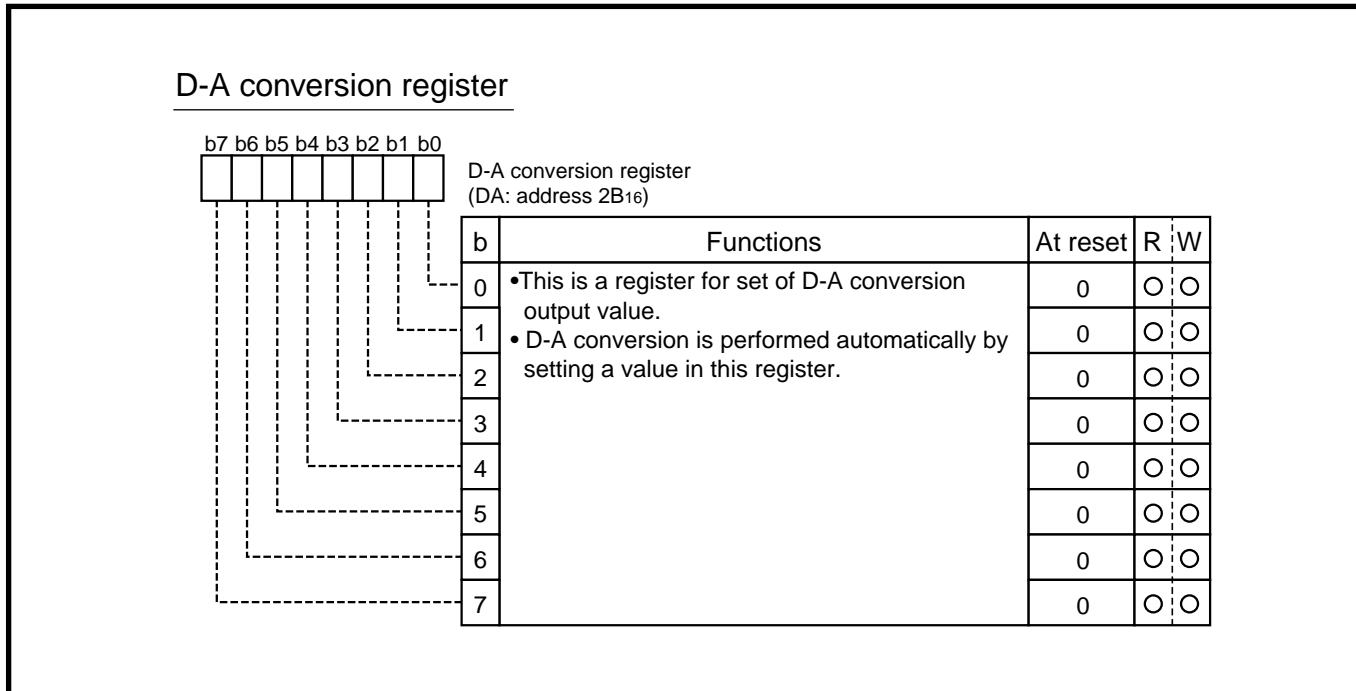 D-A conversion register
b7 b6 b5 b4 b3 b2 b1 b0
D-A conversion register
(DA: address 2B16)
b Functions At reset R W
0 •This is a register for set of D-A conversion 0 ○ ○
output value.
1 • D-A conversion is performed automatically by 0 ○ ○
2 setting a value in this register. 0 ○ ○
3 0 ○ ○
4 0 ○ ○
5 0 ○ ○
6 0 ○ ○
7 0 ○ ○